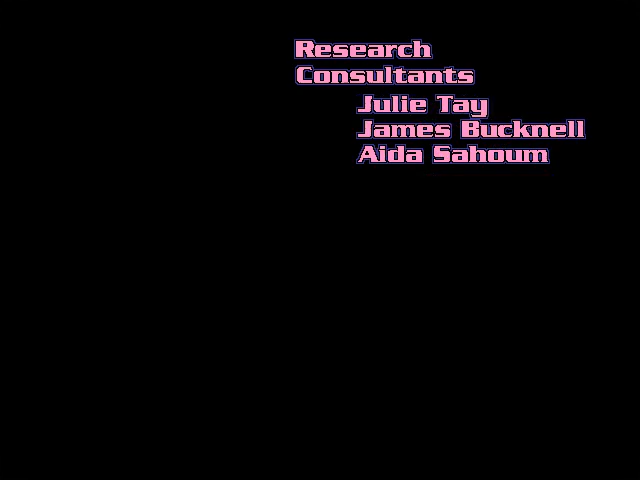 Research
Consultants
Julie Tay
James Bucknell
Aida Sahoum